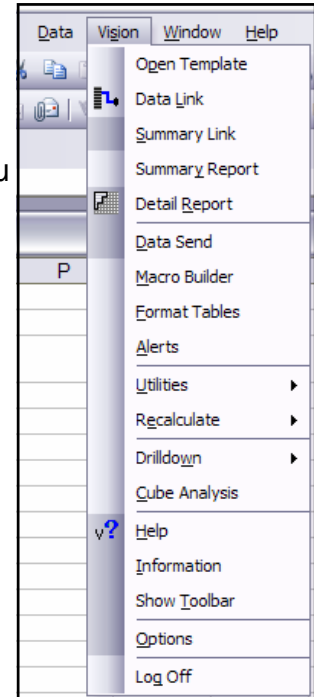 Data Vision Window Help
Open Template
Data Link
Summary Link
u
Summary Report
Detail Report
Data Send
P
Macro Builder
Format Tables
Alerts
Utilities
Recalculate
Drilldown
Cube Analysis
v? Help
Information
Show Toolbar
Options
Log Off